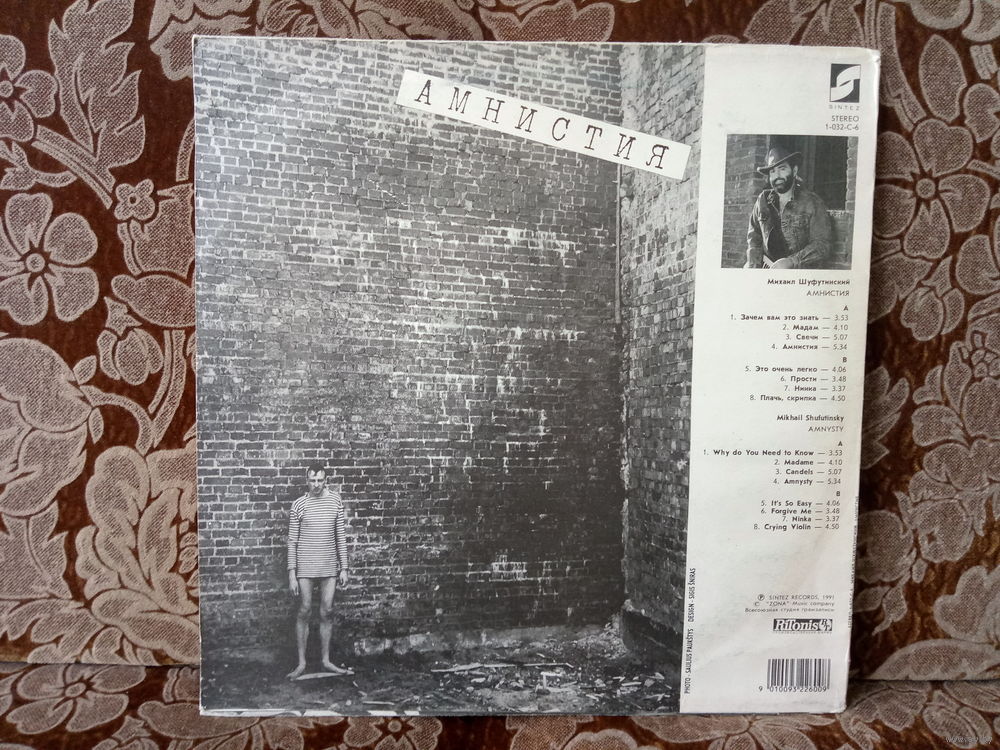 АМНИСТИЯ
SINTEZ
STEREO
1-032-C-6
Михаил Шуфутинский
АМНИСТИЯ
A
1. Зачем вам это знать — 3.53
2. Мадам — 4.10
3. Свечи — 5.07
4. Амнистия — 5.34
B
5. Это очень легко — 4.06
6. Прости — 3.48
7. Нинка — 3.37
8. Плачь, скрипка — 4.50
Mikhail Shufutinsky
AMNYSTY
A
1. Why do You Need to Know — 3.53
2. Madame — 4.10
3. Candels — 5.07
4. Amnysty — 5.34
B
5. It's So Easy — 4.06
6. Forgive Me — 3.48
7. Ninka — 3.37
8. Crying Violin — 4.50
℗ SINTEZ RECORDS, 1991
© "ZONA" Music company
Всесоюзная студия грамзаписи
RiTonis
ПРОИЗВОДСТВЕННАЯ ФИРМА
9 010093 226009
PHOTO - SAULIUS PAUKŠTYS DESIGN - SIGIS ŠNIRAS